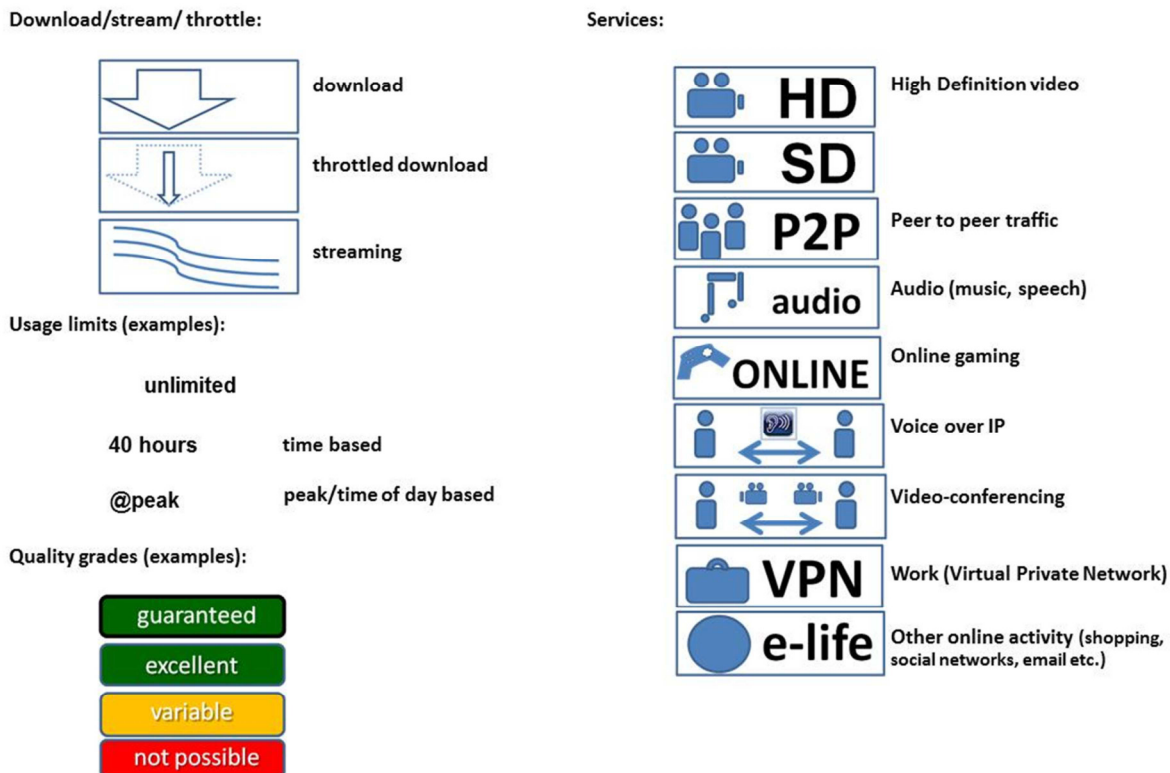 Download/stream/ throttle:
download
throttled download
streaming
Usage limits (examples):
unlimited
40 hours
time based
@peak
peak/time of day based
Quality grades (examples):
guaranteed
excellent
variable
not possible
Services:
HD
High Definition video
SD
P2P
Peer to peer traffic
audio
Audio (music, speech)
ONLINE
Online gaming
Voice over IP
Video-conferencing
VPN
Work (Virtual Private Network)
e-life
Other online activity (shopping,
social networks, email etc.)